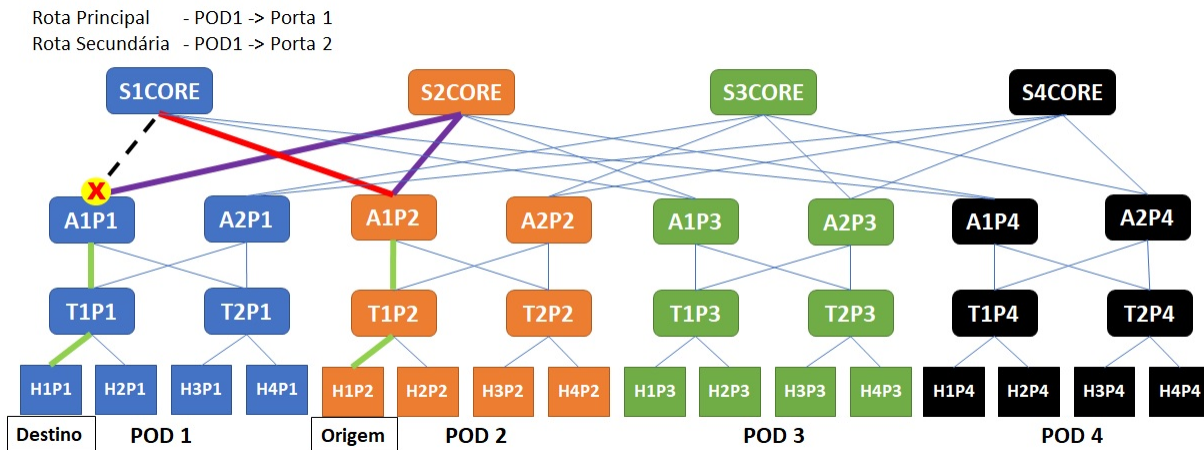 Rota Principal - POD1 -> Porta 1
Rota Secundária - POD1 -> Porta 2
S1CORE S2CORE S3CORE S4CORE
X
A1P1 A2P1 A1P2 A2P2 A1P3 A2P3 A1P4 A2P4
T1P1 T2P1 T1P2 T2P2 T1P3 T2P3 T1P4 T2P4
H1P1 H2P1 H3P1 H4P1 H1P2 H2P2 H3P2 H4P2 H1P3 H2P3 H3P3 H4P3 H1P4 H2P4 H3P4 H4P4
Destino POD 1 Origem POD 2 POD 3 POD 4